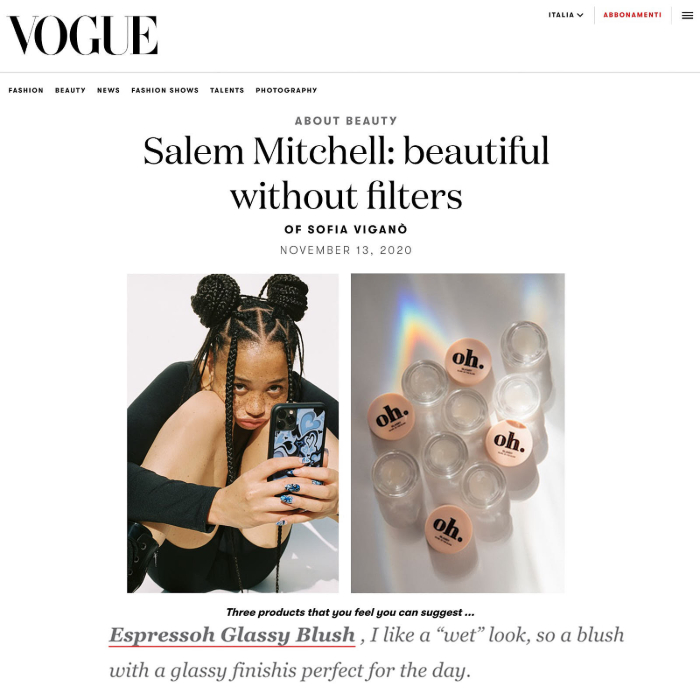 VOGUE
ITALIA
ABBONAMENTI
FASHION BEAUTY NEWS FASHION SHOWS TALENTS PHOTOGRAPHY
ABOUT BEAUTY
Salem Mitchell: beautiful
without filters
OF SOFIA VIGANÒ
NOVEMBER 13, 2020
oh.
oh.
oh.
oh.
Three products that you feel you can suggest ...
Espressoh Glassy Blush , I like a “wet” look, so a blush
with a glassy finishis perfect for the day.